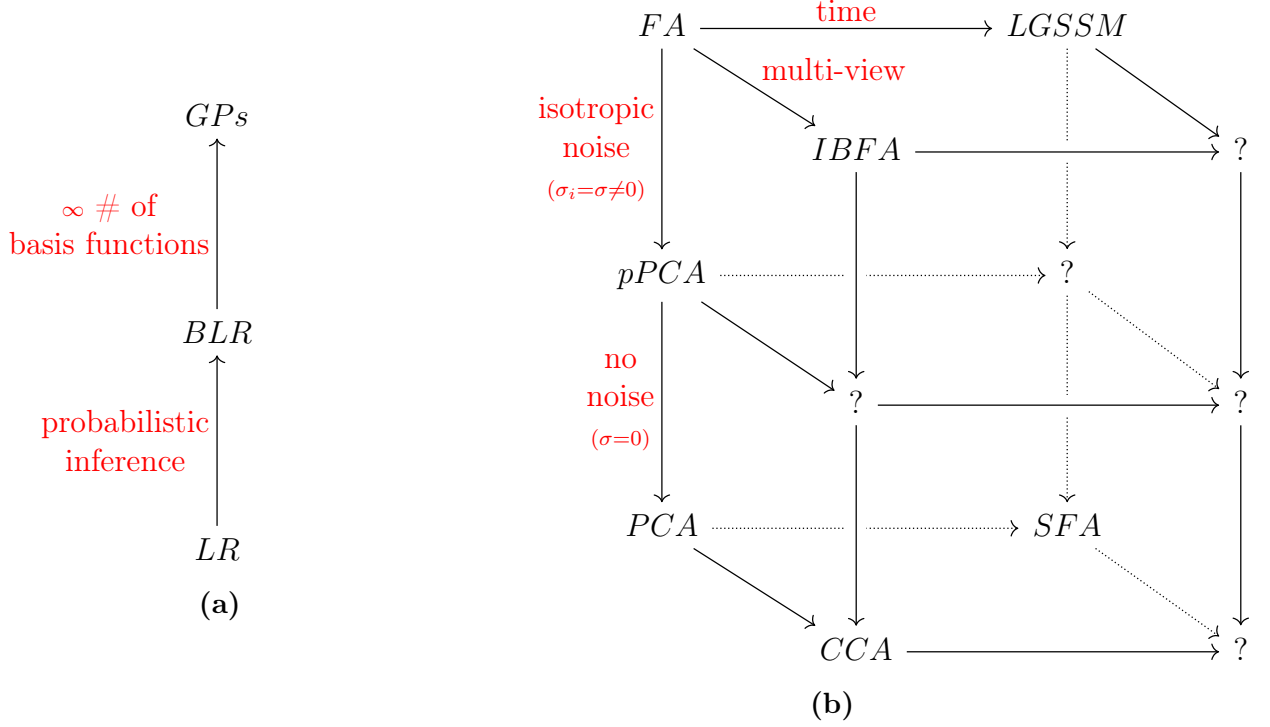 GPs
∞ # of
basis functions
BLR
probabilistic
inference
LR
(a)
FA
time
LGSSM
multi-view
isotropic
noise
(σᵢ=σ≠0)
IBFA
?
pPCA
?
no
noise
(σ=0)
?
?
PCA
SFA
CCA
?
(b)